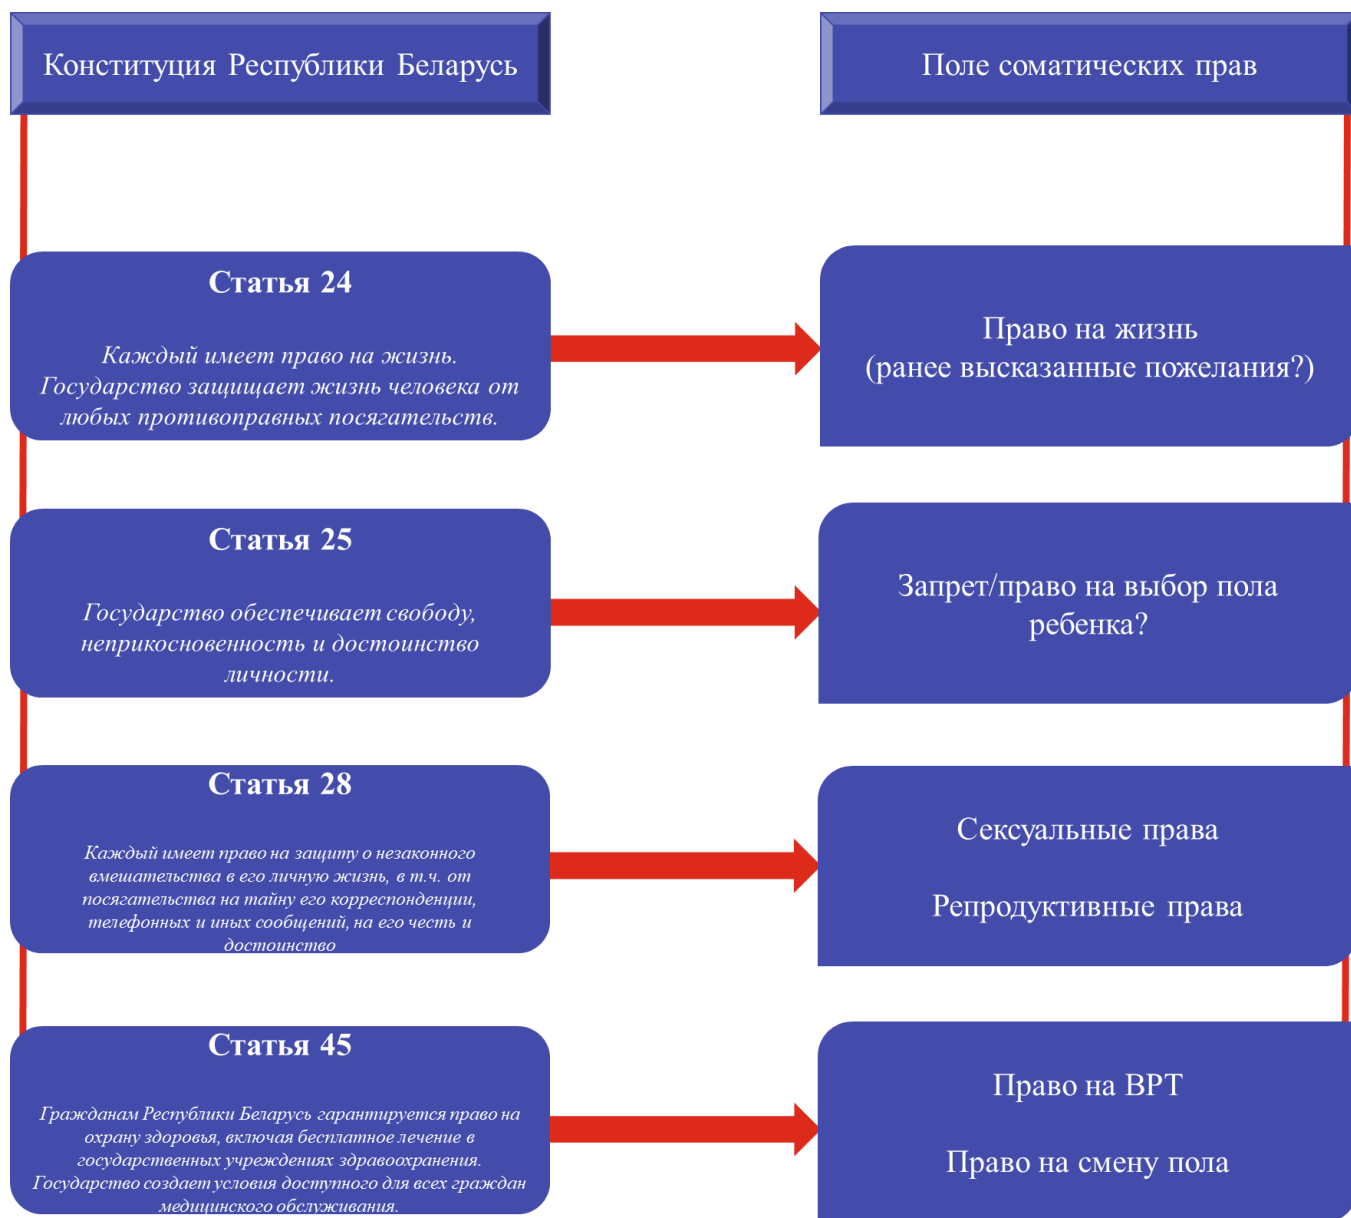 Конституция Республики Беларусь
Поле соматических прав
Статья 24
Каждый имеет право на жизнь.
Государство защищает жизнь человека от
любых противоправных посягательств.
Право на жизнь
(ранее высказанные пожелания?)
Статья 25
Государство обеспечивает свободу,
неприкосновенность и достоинство
личности.
Запрет/право на выбор пола
ребенка?
Статья 28
Каждый имеет право на защиту о незаконного
вмешательства в его личную жизнь, в т.ч. от
посягательства на тайну его корреспонденции,
телефонных и иных сообщений, на его честь и
достоинство
Сексуальные права
Репродуктивные права
Статья 45
Гражданам Республики Беларусь гарантируется право на
охрану здоровья, включая бесплатное лечение в
государственных учреждениях здравоохранения.
Государство создает условия доступного для всех граждан
медицинского обслуживания.
Право на ВРТ
Право на смену пола